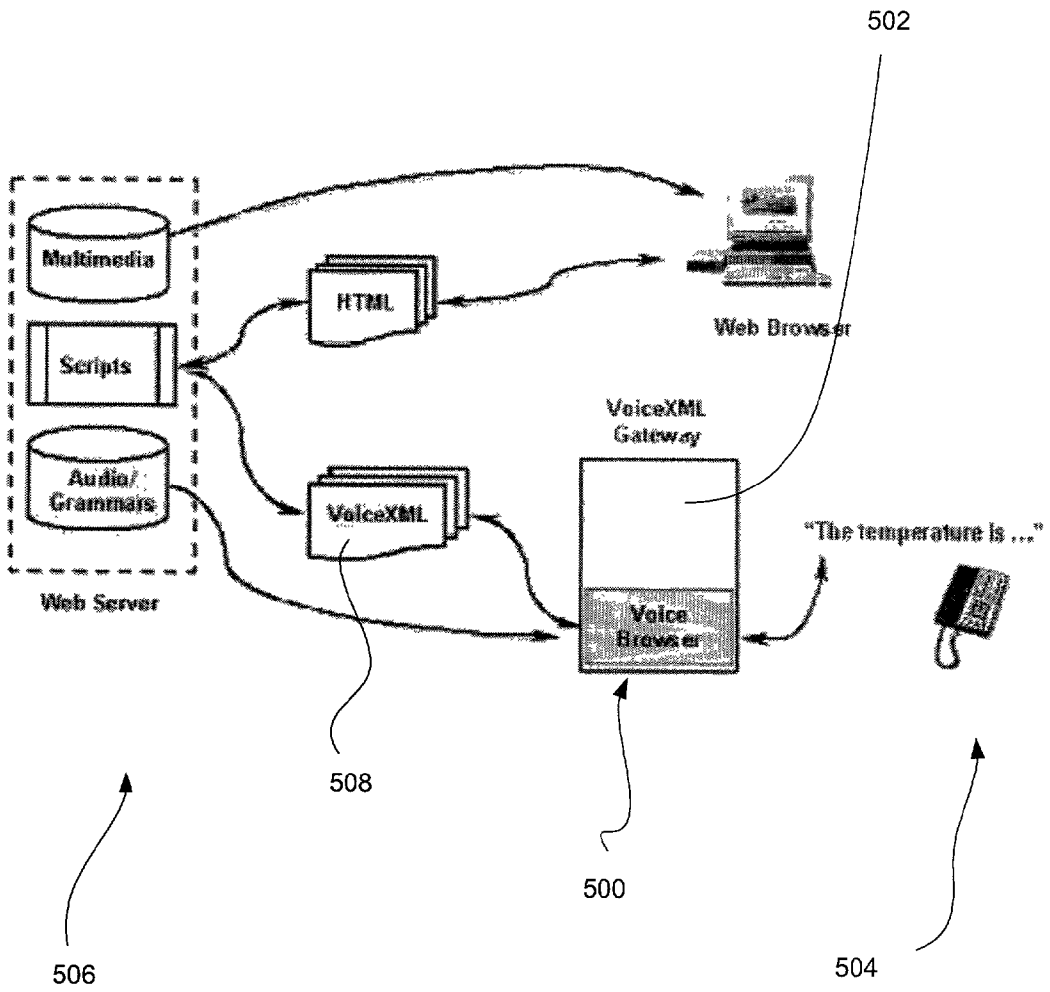 502
Multimedia
HTML
Web Browser
Scripts
VoiceXML
Gateway
Audio/
Grammars
VoiceXML
"The temperature is ..."
Web Server
Voice
Browser
508
500
506
504